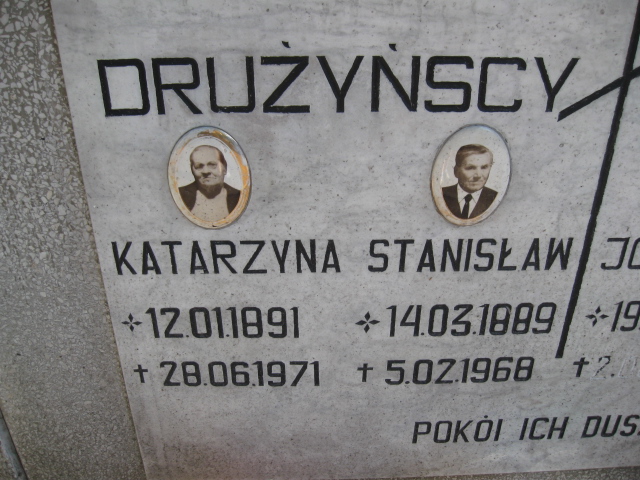 DRUŻYŃSCY
KATARZYNA STANISŁAW
12.01.1891 14.03.1889
† 28.06.1971 † 5.02.1968 †
POKÓJ ICH